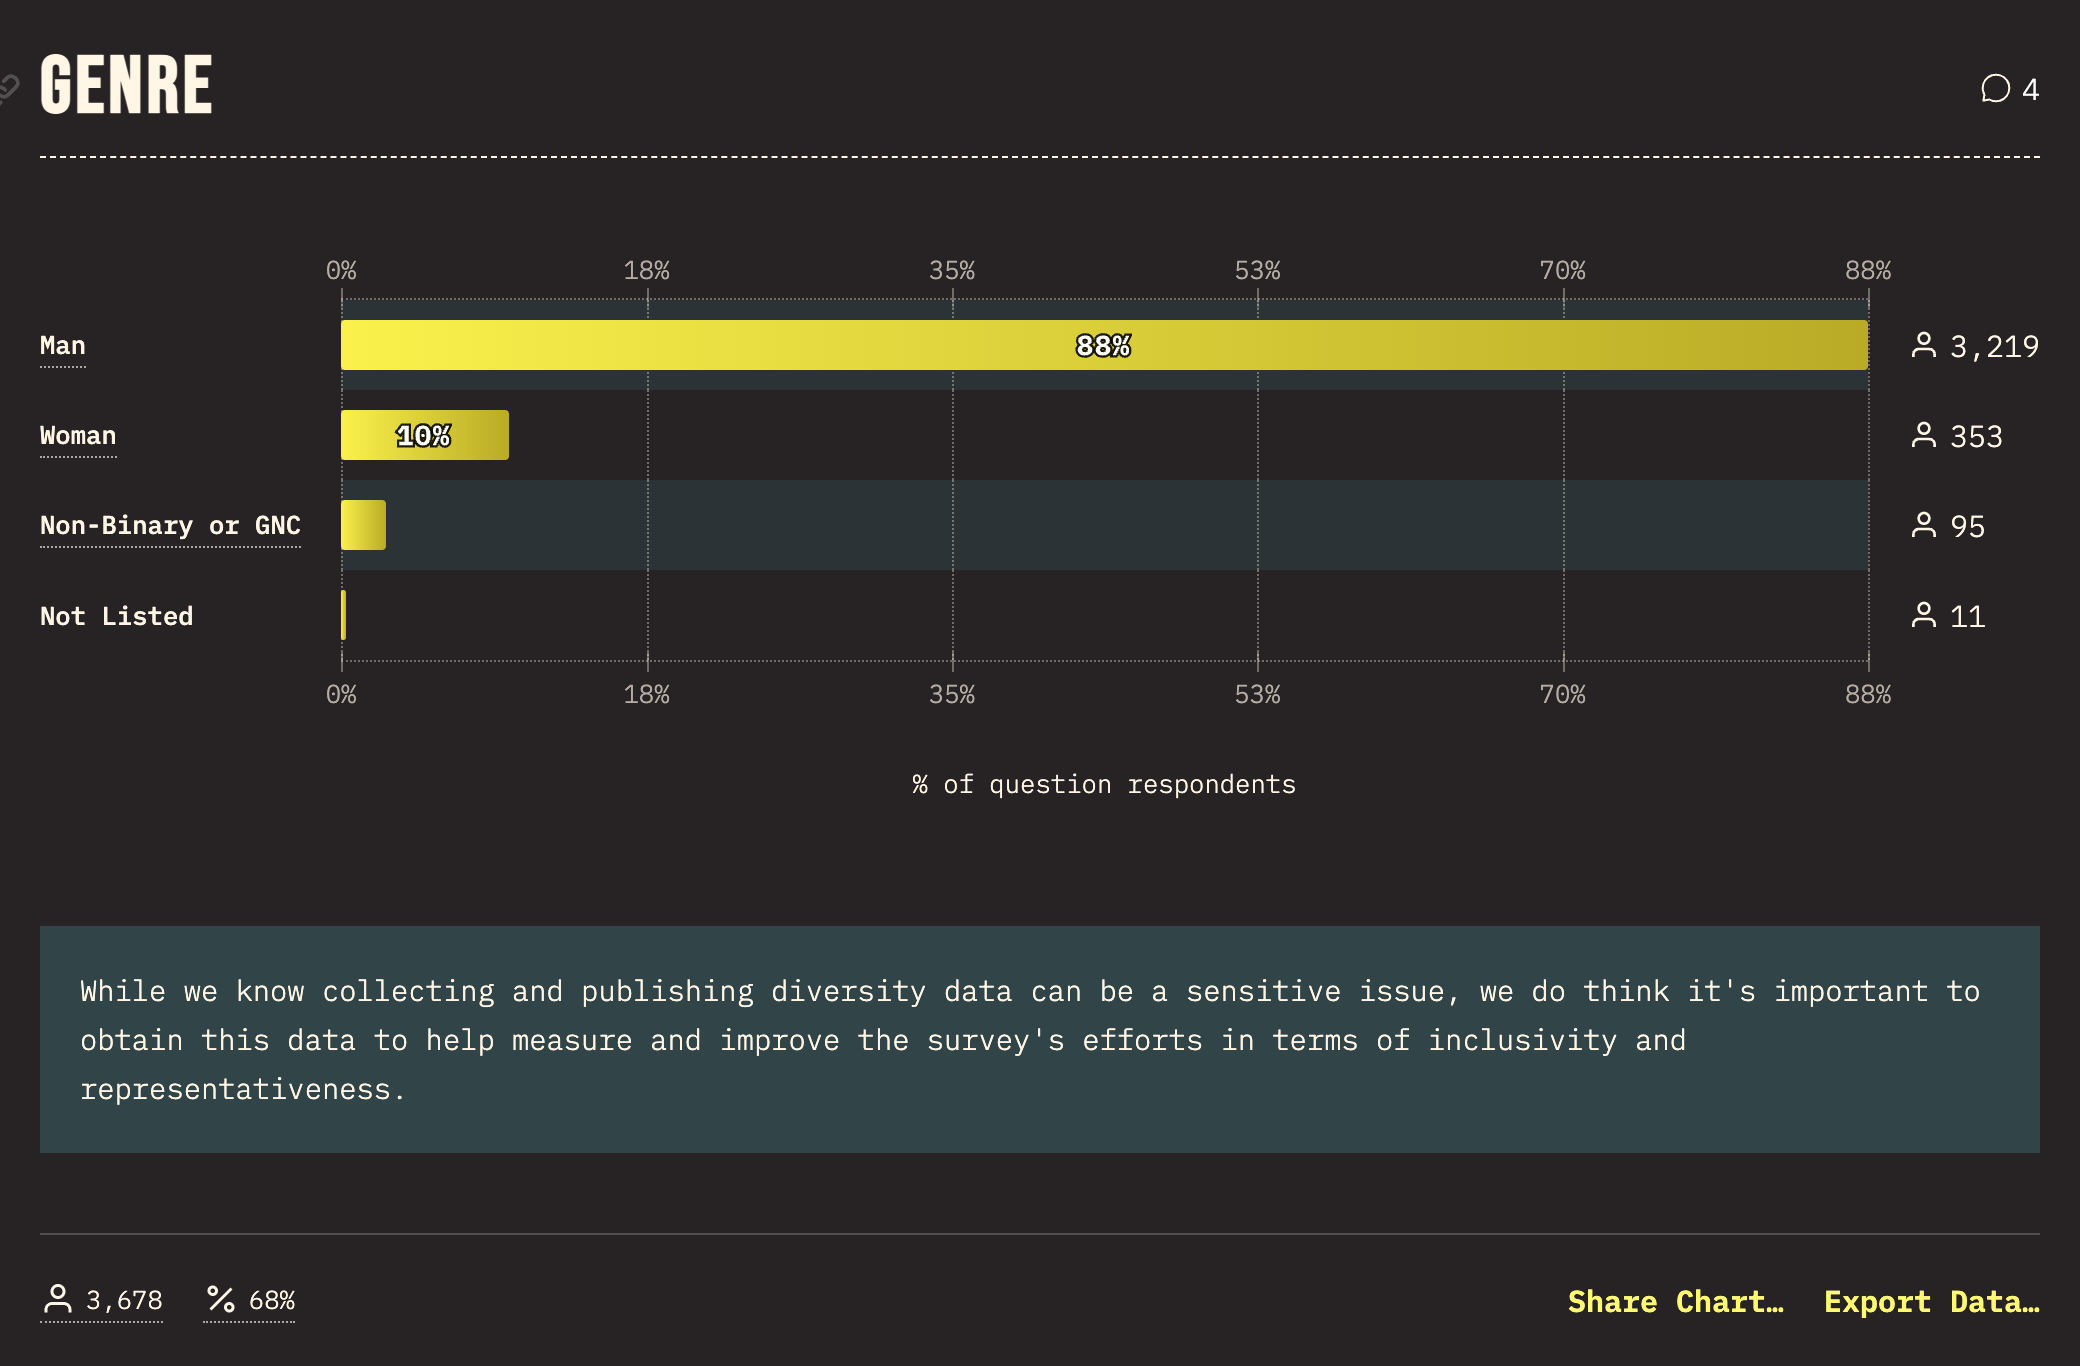 GENRE
4
0% 18% 35% 53% 70% 88%
Man 88% 3,219
Woman 10% 353
Non-Binary or GNC 95
Not Listed 11
0% 18% 35% 53% 70% 88%
% of question respondents
While we know collecting and publishing diversity data can be a sensitive issue, we do think it's important to
obtain this data to help measure and improve the survey's efforts in terms of inclusivity and
representativeness.
3,678 % 68% Share Chart… Export Data…